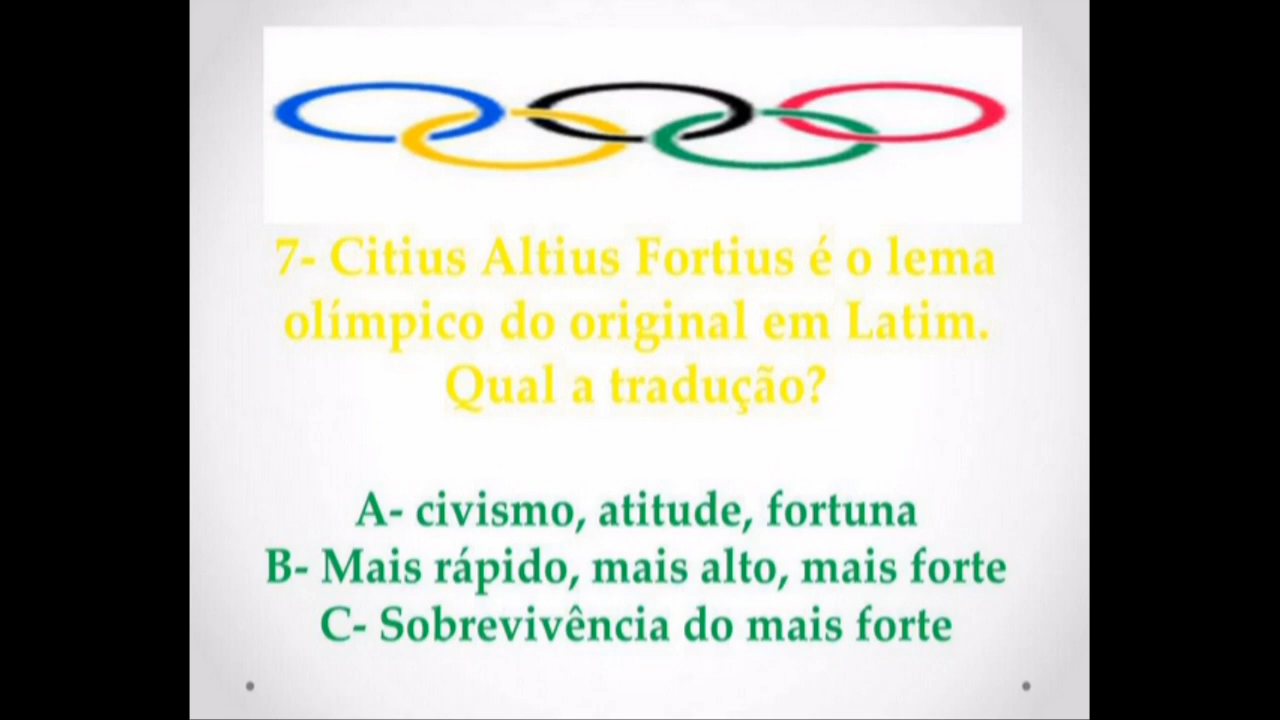 7- Citius Altius Fortius é o lema
olímpico do original em Latim.
Qual a tradução?
A- civismo, atitude, fortuna
B- Mais rápido, mais alto, mais forte
C- Sobrevivência do mais forte